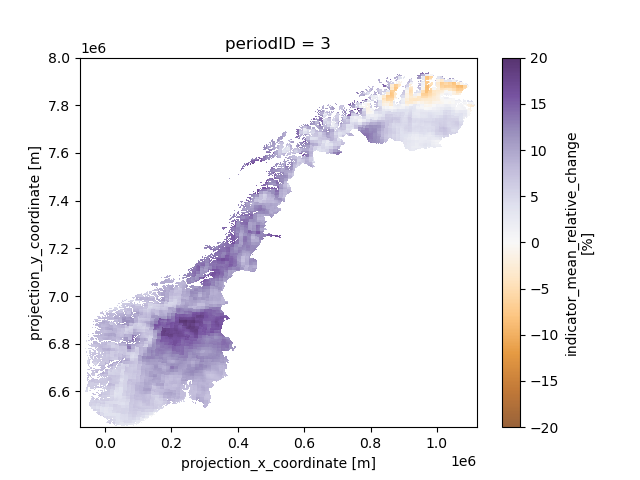 periodID = 3
1e6
8.0
7.8
7.6
7.4
7.2
7.0
6.8
6.6
projection_y_coordinate [m]
0.0 0.2 0.4 0.6 0.8 1.0
1e6
projection_x_coordinate [m]
20
15
10
5
0
−5
−10
−15
−20
indicator_mean_relative_change
[%]